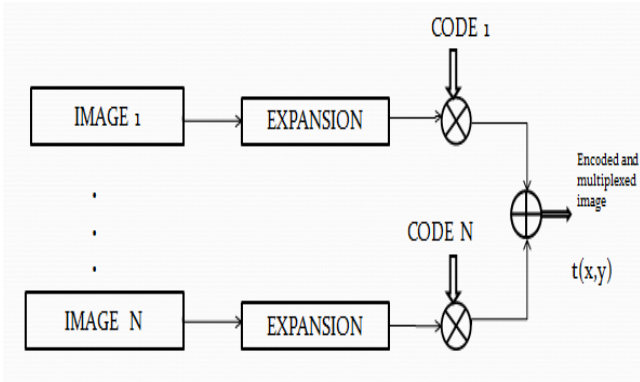 CODE 1
IMAGE 1
EXPANSION
Encoded and
multiplexed
image
CODE N
t(x,y)
IMAGE N
EXPANSION